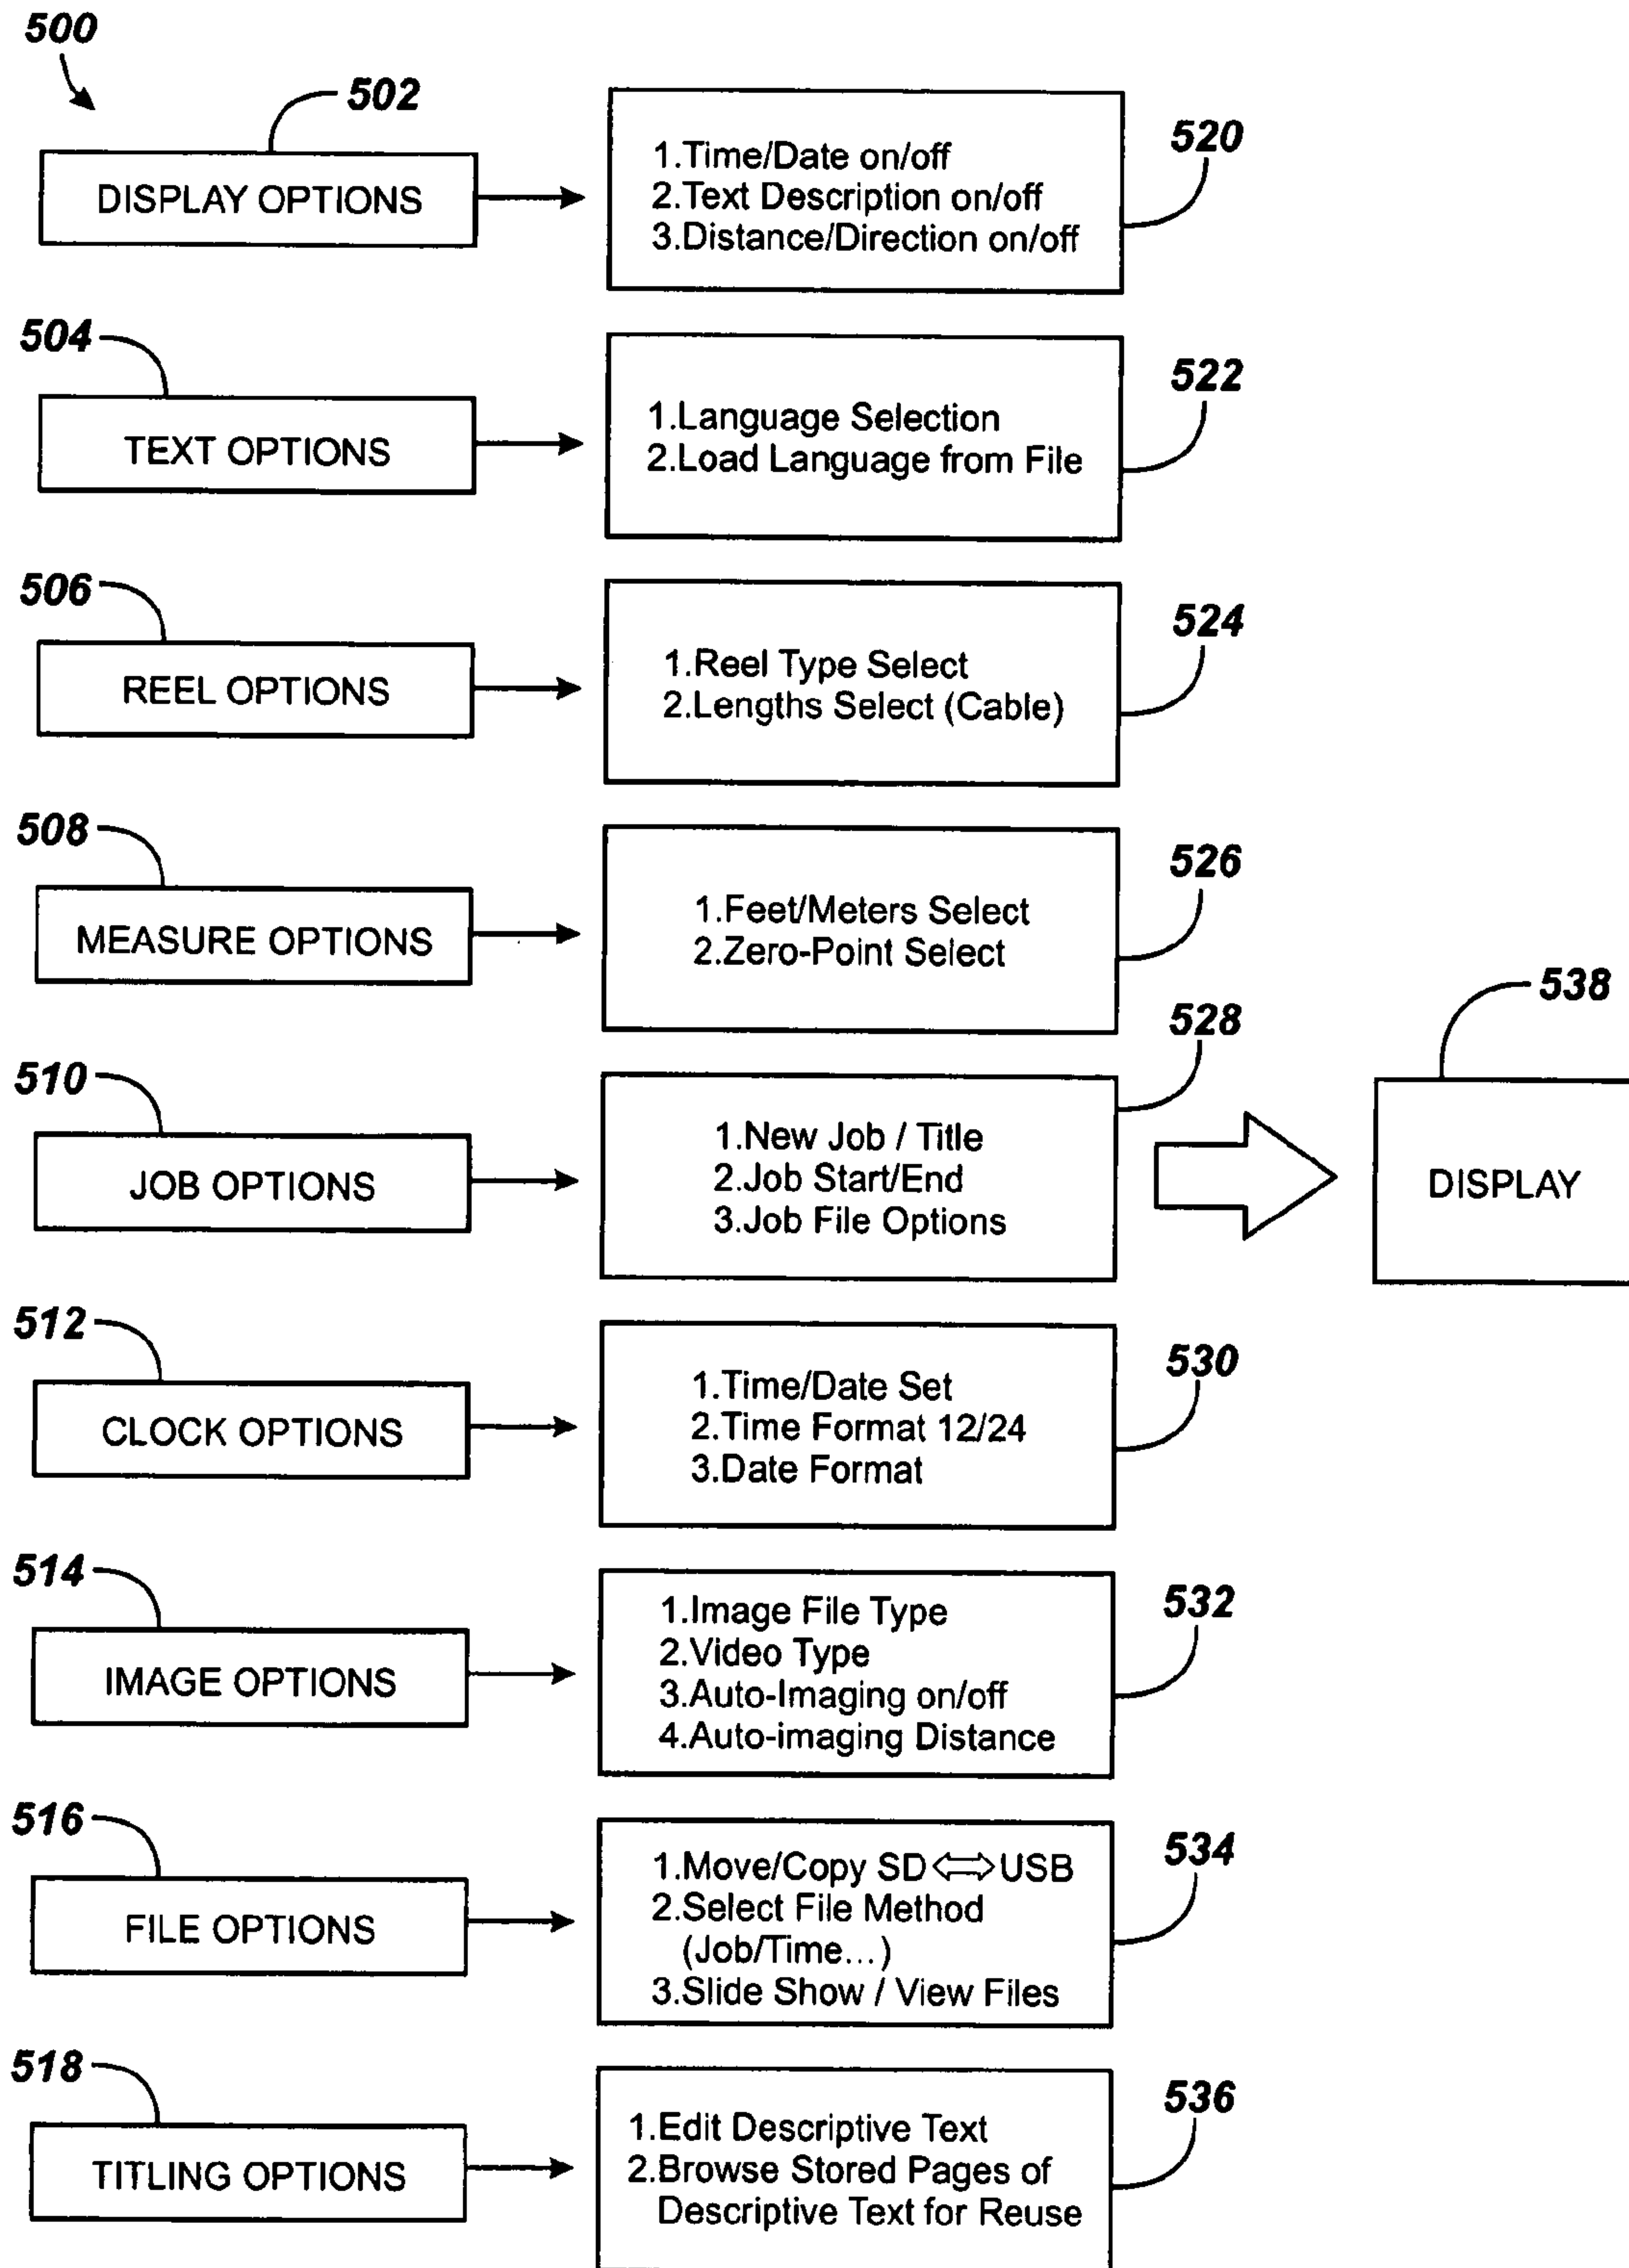 500
502
DISPLAY OPTIONS
1.Time/Date on/off
2.Text Description on/off
3.Distance/Direction on/off
520
504
TEXT OPTIONS
1.Language Selection
2.Load Language from File
522
506
REEL OPTIONS
1.Reel Type Select
2.Lengths Select (Cable)
524
508
MEASURE OPTIONS
1.Feet/Meters Select
2.Zero-Point Select
526
510
JOB OPTIONS
1.New Job / Title
2.Job Start/End
3.Job File Options
528
538
DISPLAY
512
CLOCK OPTIONS
1.Time/Date Set
2.Time Format 12/24
3.Date Format
530
514
IMAGE OPTIONS
1.Image File Type
2.Video Type
3.Auto-Imaging on/off
4.Auto-imaging Distance
532
516
FILE OPTIONS
1.Move/Copy SD⇔USB
2.Select File Method
(Job/Time...)
3.Slide Show / View Files
534
518
TITLING OPTIONS
1.Edit Descriptive Text
2.Browse Stored Pages of
Descriptive Text for Reuse
536